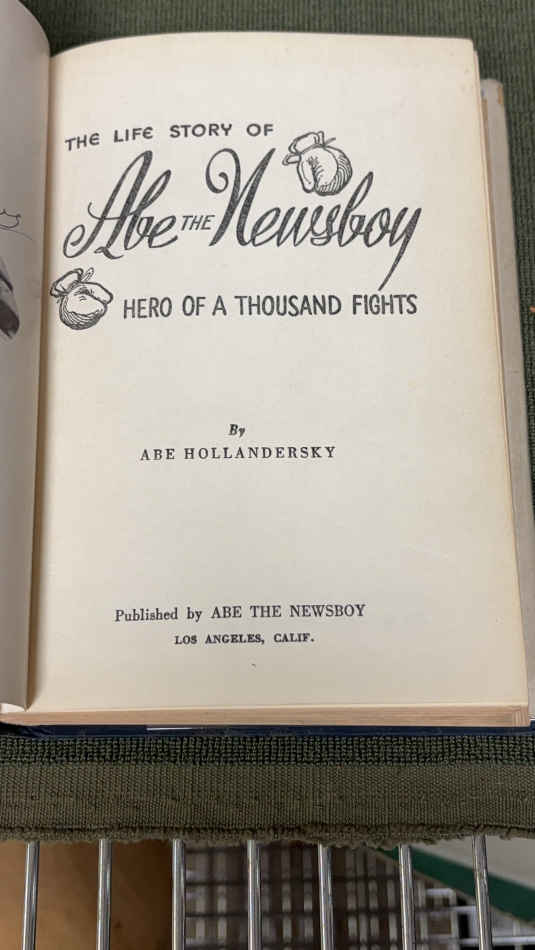 THE LIFE STORY OF
Abe THE Newsboy
HERO OF A THOUSAND FIGHTS
By
ABE HOLLANDERSKY
Published by ABE THE NEWSBOY
LOS ANGELES, CALIF.